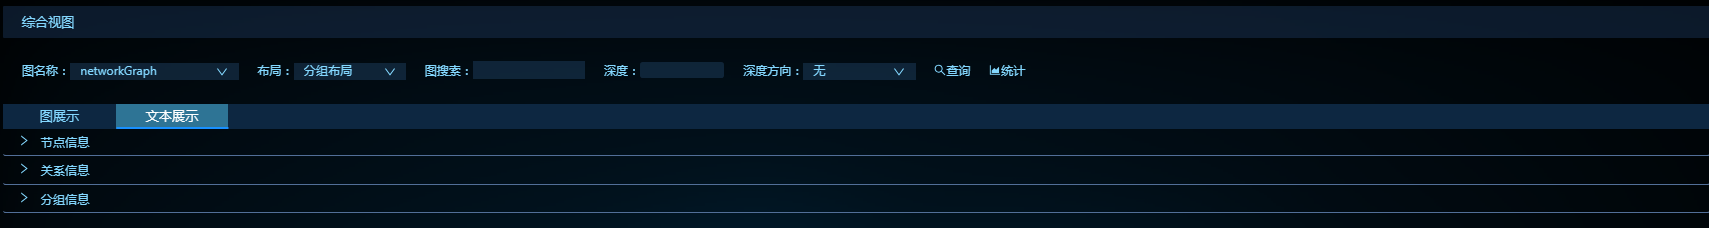 综合视图
图名称： networkGraph 布局： 分组布局 图搜索： 深度： 深度方向： 无 查询 统计
图展示 文本展示
节点信息
关系信息
分组信息